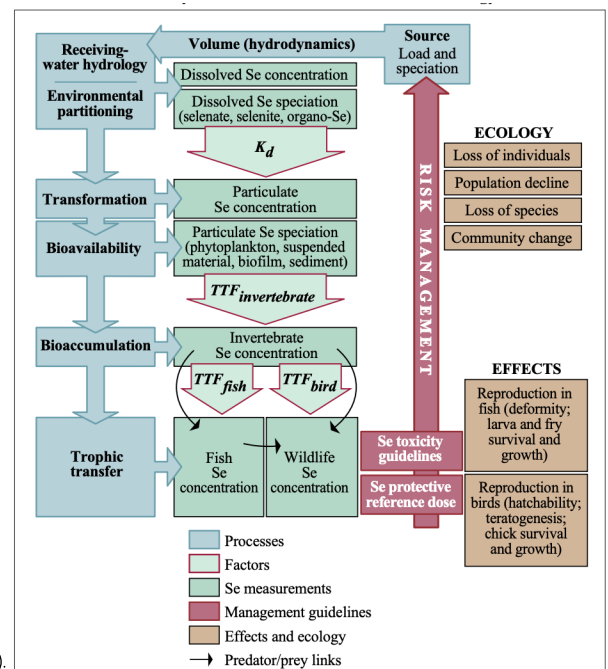 Volume (hydrodynamics)
Source
Load and
speciation
Receiving-
water hydrology
Environmental
partitioning
Dissolved Se concentration
Dissolved Se speciation
(selenate, selenite, organo-Se)
Kd
Transformation
Particulate
Se concentration
Bioavailability
Particulate Se speciation
(phytoplankton, suspended
material, biofilm, sediment)
TTFinvertebrate
Bioaccumulation
Invertebrate
Se concentration
TTFfish
TTFbird
Trophic
transfer
Fish
Se
concentration
Wildlife
Se
concentration
RISK MANAGEMENT
Se toxicity
guidelines
Se protective
reference dose
ECOLOGY
Loss of individuals
Population decline
Loss of species
Community change
EFFECTS
Reproduction in
fish (deformity;
larva and fry
survival and
growth)
Reproduction in
birds (hatchability;
teratogenesis;
chick survival
and growth)
Processes
Factors
Se measurements
Management guidelines
Effects and ecology
Predator/prey links
).